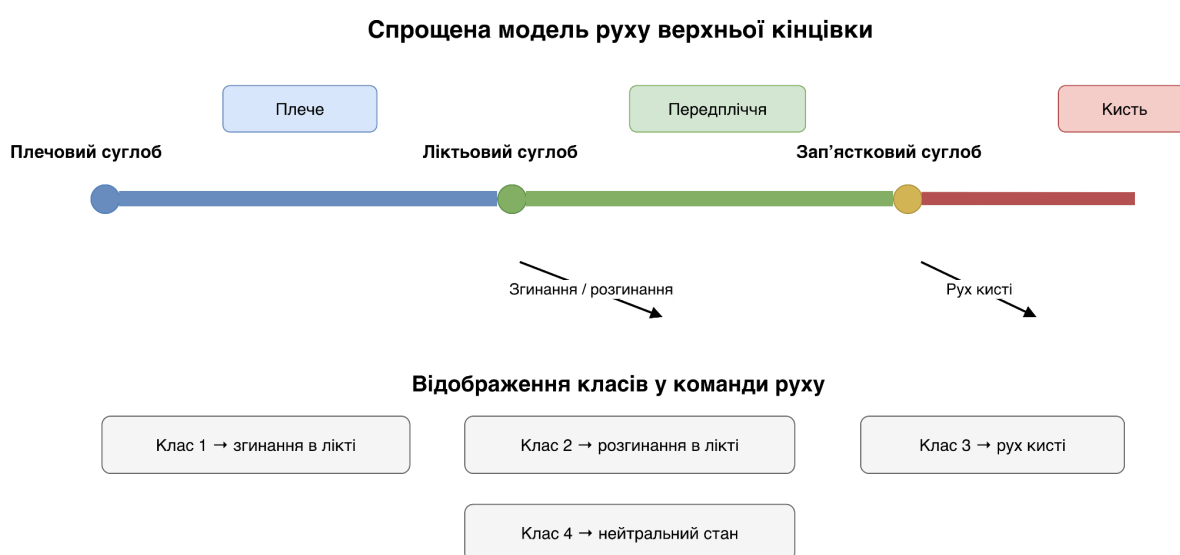 Спрощена модель руху верхньої кінцівки
Плече
Передпліччя
Кисть
Плечовий суглоб
Ліктьовий суглоб
Зап’ястковий суглоб
Згинання / розгинання
Рух кисті
Відображення класів у команди руху
Клас 1 → згинання в лікті
Клас 2 → розгинання в лікті
Клас 3 → рух кисті
Клас 4 → нейтральний стан